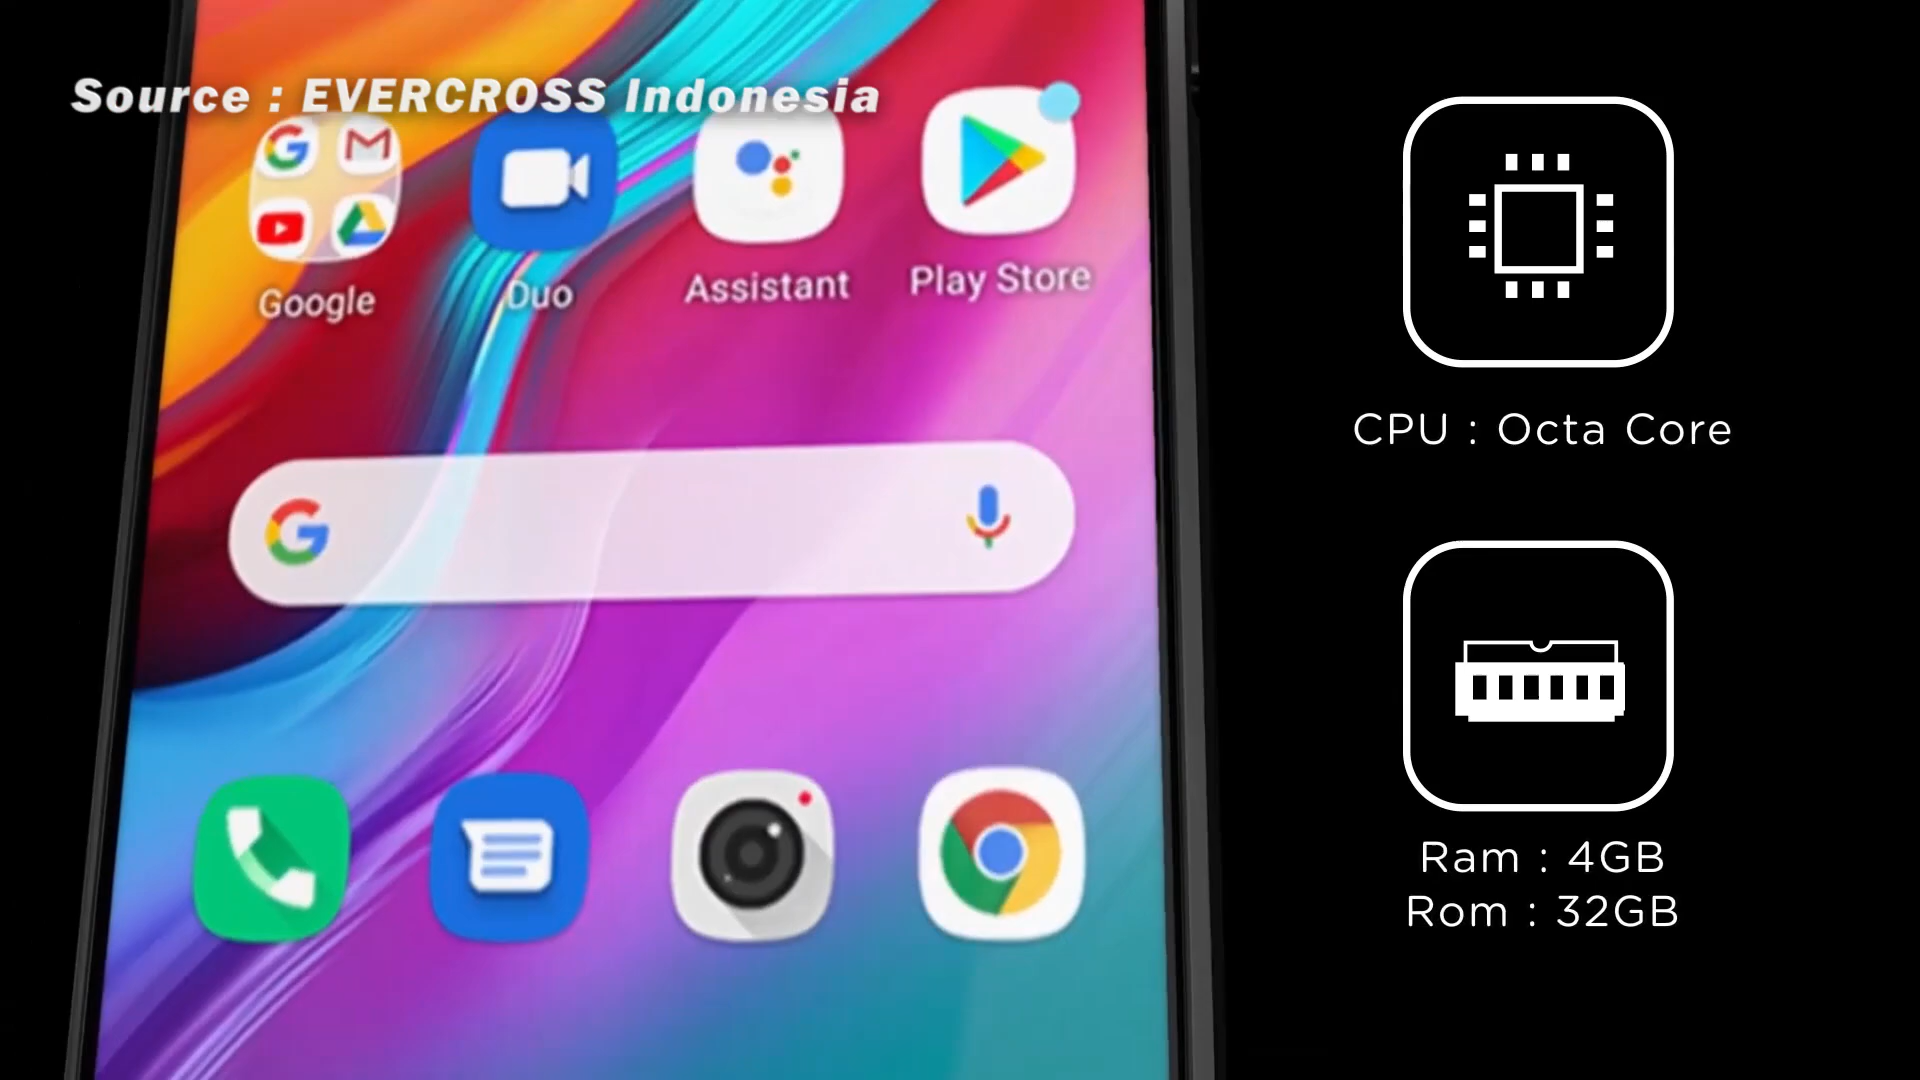 Source : EVERCROSS Indonesia
Google
Duo
Assistant
Play Store
CPU : Octa Core
Ram : 4GB
Rom : 32GB